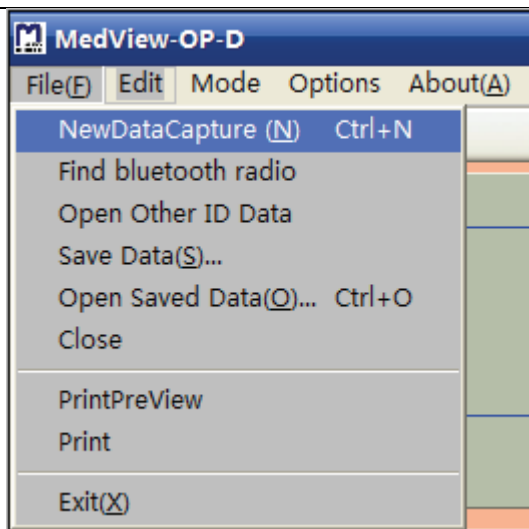 MedView-OP-D
File(F) Edit Mode Options About(A)
NewDataCapture (N) Ctrl+N
Find bluetooth radio
Open Other ID Data
Save Data(S)...
Open Saved Data(O)... Ctrl+O
Close
PrintPreView
Print
Exit(X)